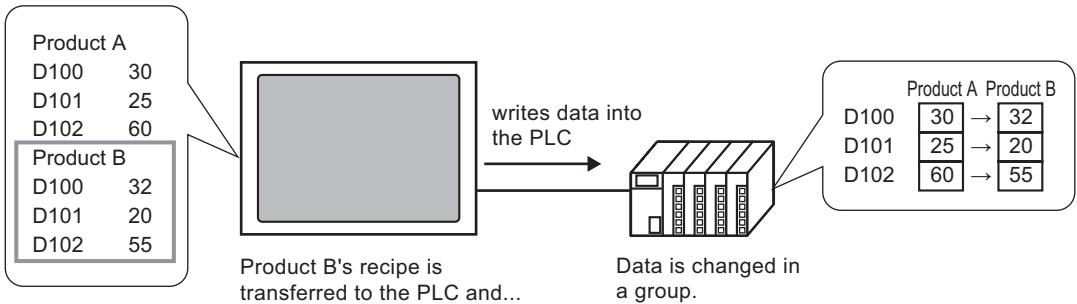 Product A
D100 30
D101 25
D102 60
Product B
D100 32
D101 20
D102 55
writes data into
the PLC
Product B's recipe is
transferred to the PLC and...
Data is changed in
a group.
Product A Product B
D100 30 → 32
D101 25 → 20
D102 60 → 55